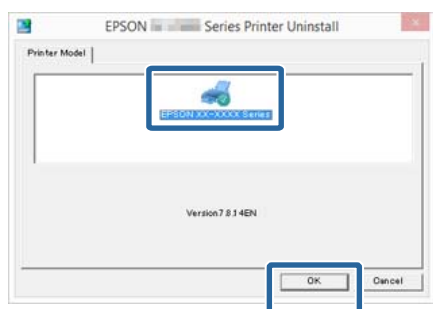 EPSON Series Printer Uninstall
Printer Model
EPSON XX-XXXX Series
Version7.8.14EN
OK Cancel